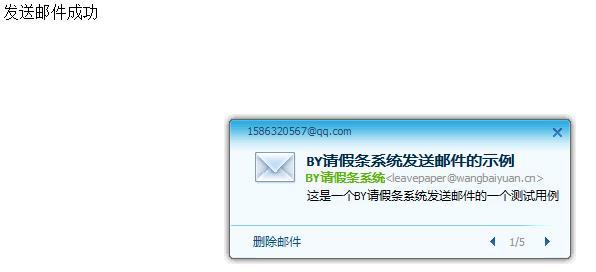 发送邮件成功
1586320567@qq.com
BY请假条系统发送邮件的示例
BY请假条系统<leavepaper@wangbaiyuan.cn>
这是一个BY请假条系统发送邮件的一个测试用例
删除邮件 1/5